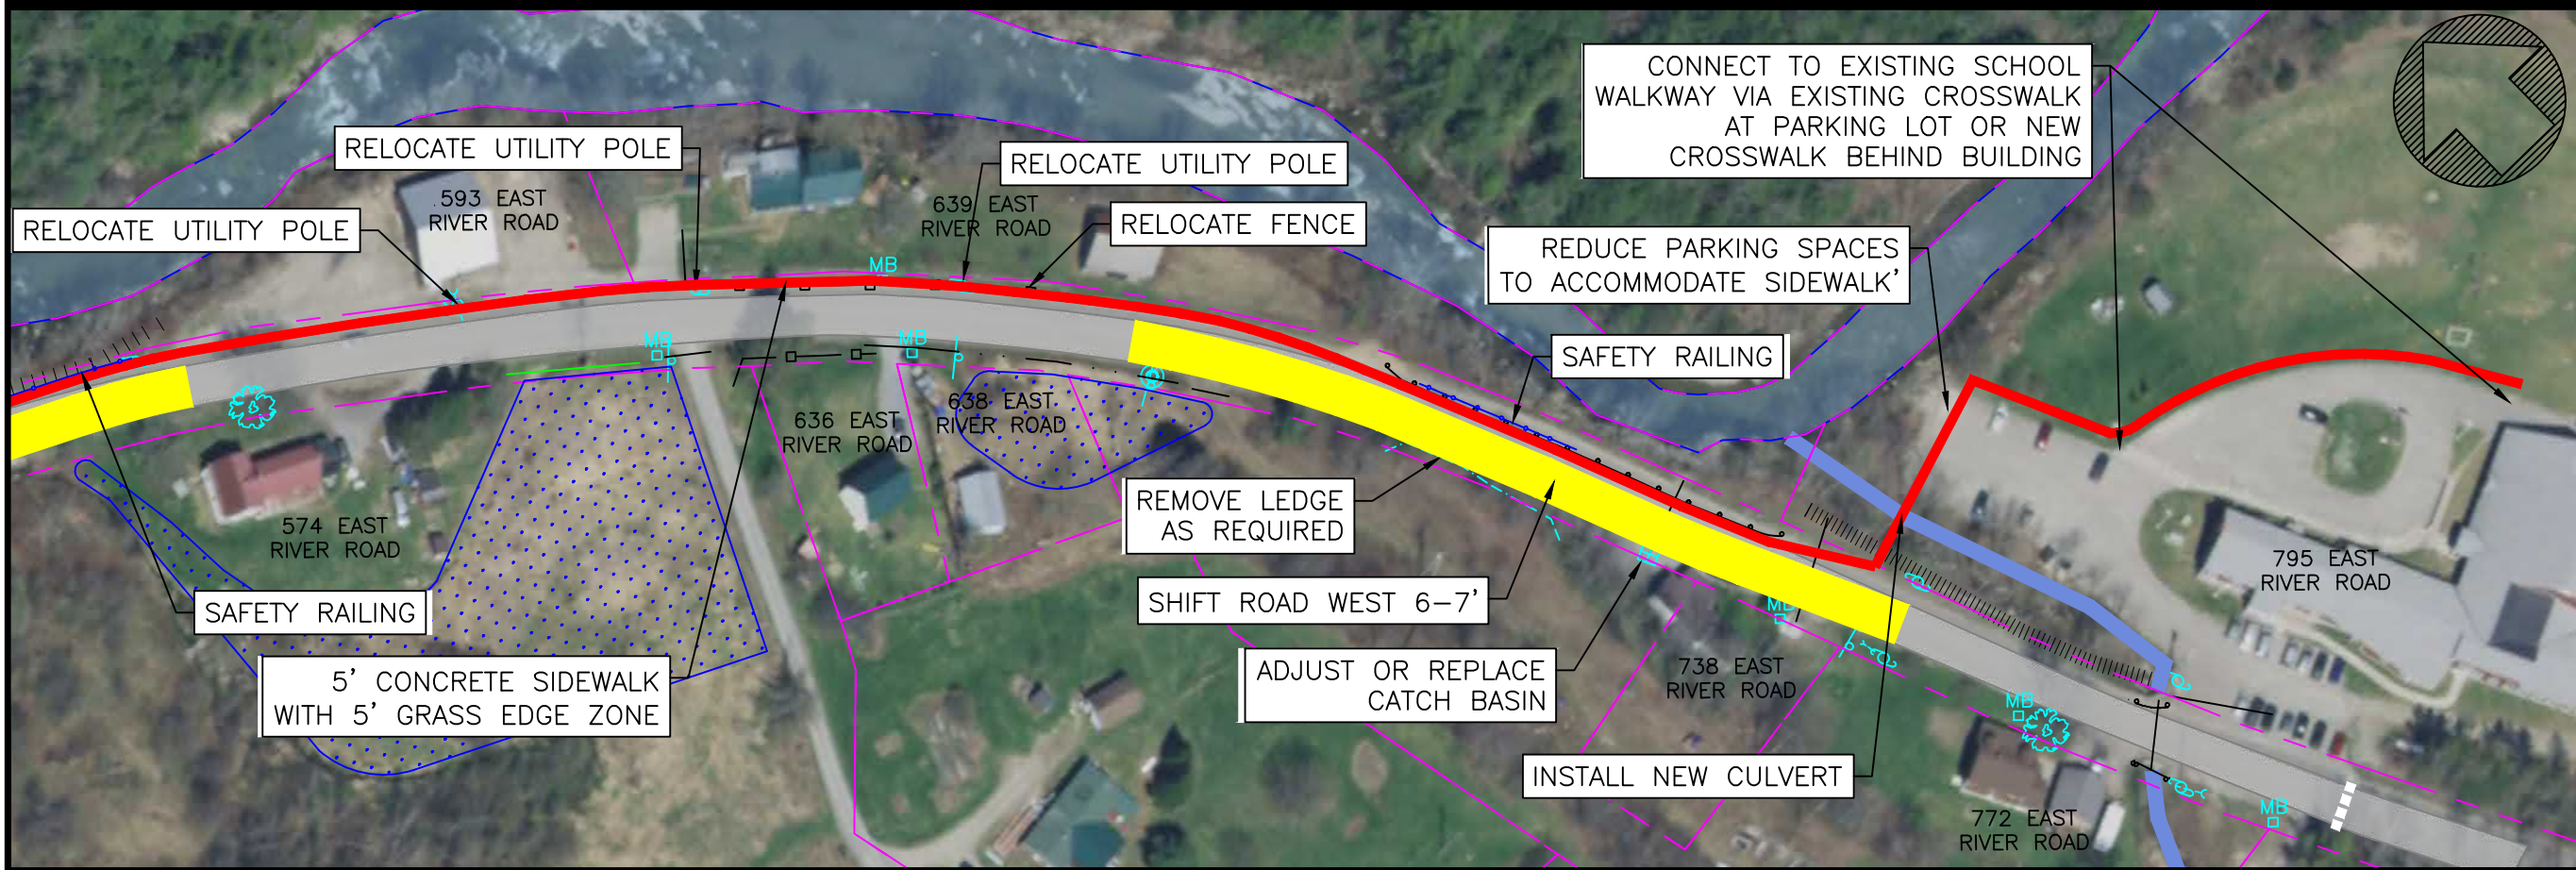 CONNECT TO EXISTING SCHOOL
WALKWAY VIA EXISTING CROSSWALK
AT PARKING LOT OR NEW
CROSSWALK BEHIND BUILDING
RELOCATE UTILITY POLE
RELOCATE UTILITY POLE
593 EAST
RIVER ROAD
639 EAST
RIVER ROAD
RELOCATE UTILITY POLE
RELOCATE FENCE
REDUCE PARKING SPACES
TO ACCOMMODATE SIDEWALK'
MB
MB
MB
SAFETY RAILING
636 EAST
RIVER ROAD
638 EAST
RIVER ROAD
REMOVE LEDGE
AS REQUIRED
574 EAST
RIVER ROAD
SAFETY RAILING
SHIFT ROAD WEST 6-7'
795 EAST
RIVER ROAD
MB
5' CONCRETE SIDEWALK
WITH 5' GRASS EDGE ZONE
ADJUST OR REPLACE
CATCH BASIN
738 EAST
RIVER ROAD
MB
INSTALL NEW CULVERT
772 EAST
RIVER ROAD
MB